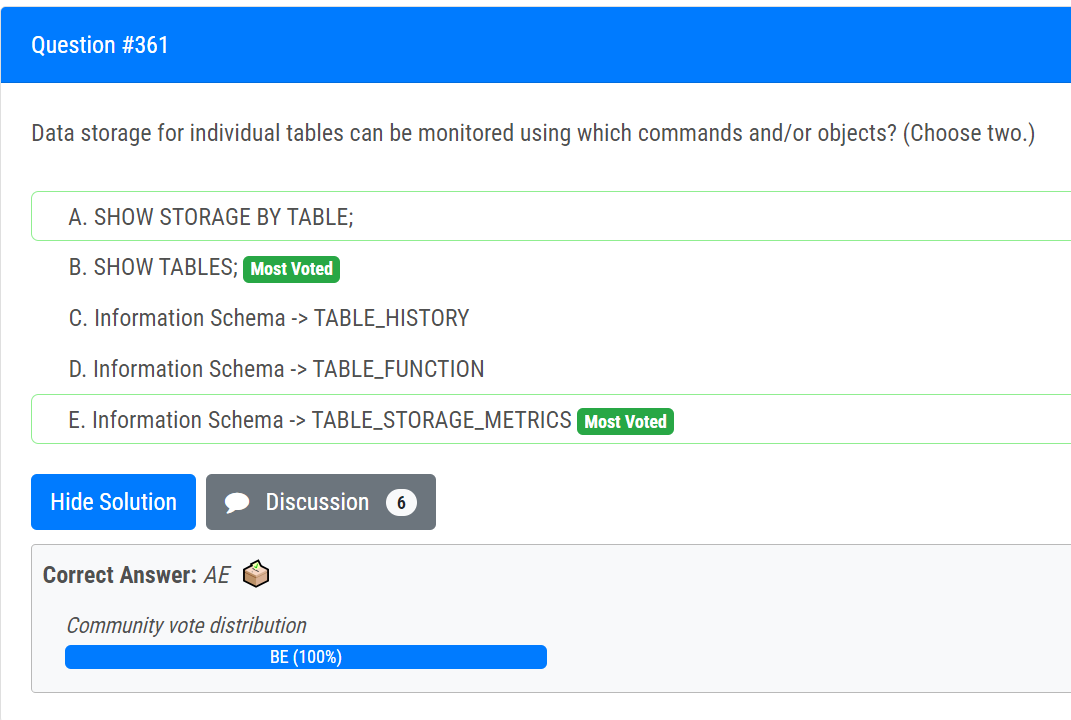 Question #361
Data storage for individual tables can be monitored using which commands and/or objects? (Choose two.)
A. SHOW STORAGE BY TABLE;
B. SHOW TABLES; Most Voted
C. Information Schema -> TABLE_HISTORY
D. Information Schema -> TABLE_FUNCTION
E. Information Schema -> TABLE_STORAGE_METRICS Most Voted
Hide Solution Discussion 6
Correct Answer: AE
Community vote distribution
BE (100%)